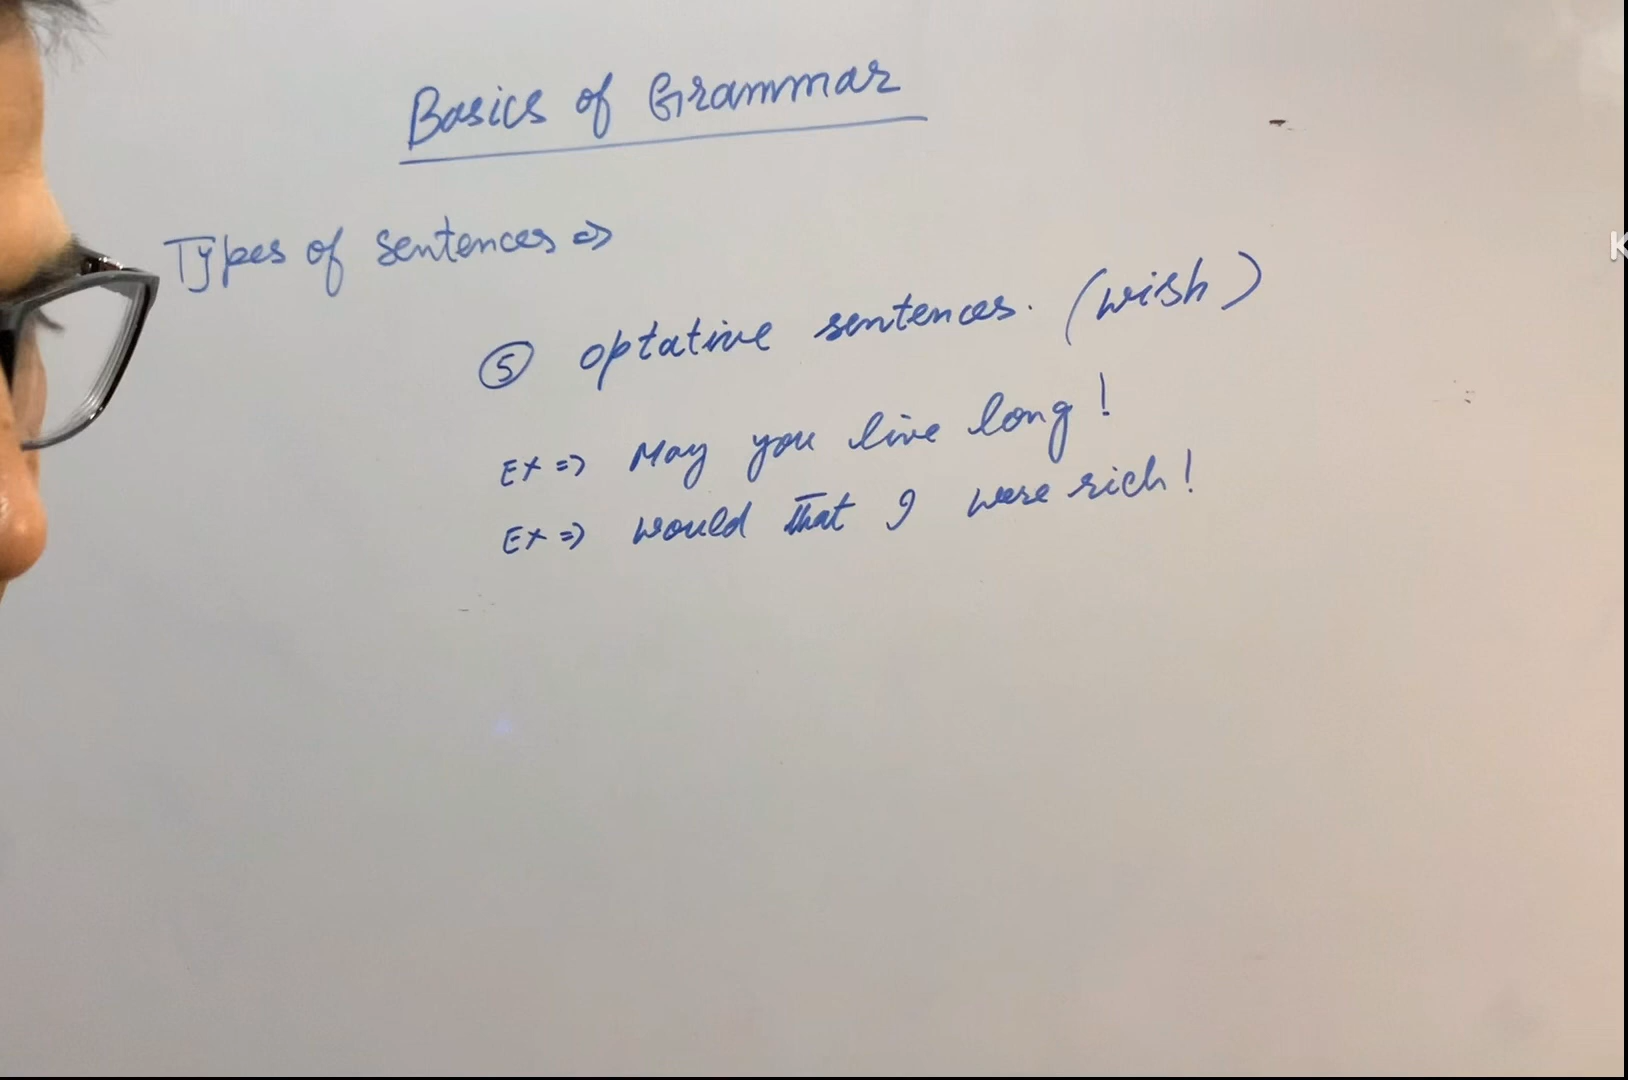 Basics of Grammar
Types of sentences ⇒
⑤ optative sentences. (wish)
Ex ⇒ May you live long!
Ex ⇒ would that I were rich!
K